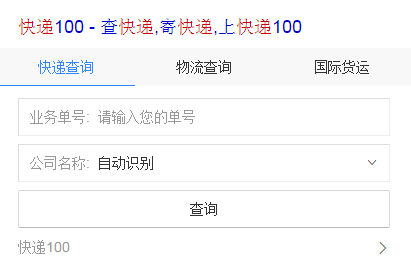 快递100 - 查快递,寄快递,上快递100
快递查询 物流查询 国际货运
业务单号: 请输入您的单号
公司名称: 自动识别
查询
快递100